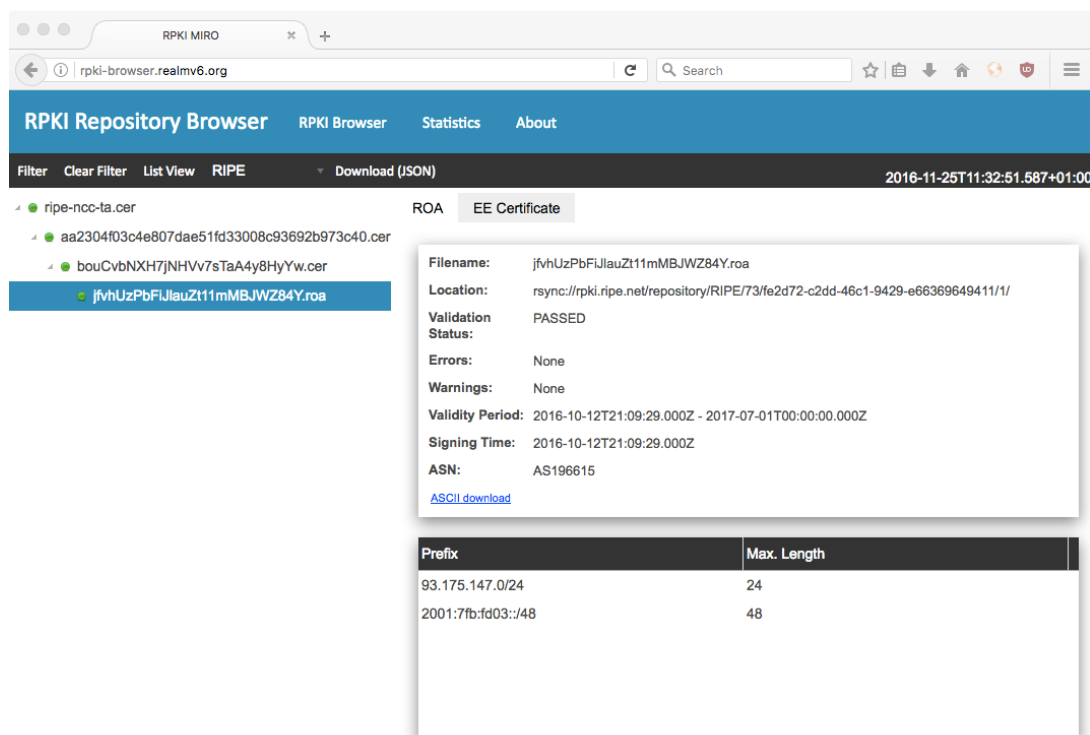 RPKI MIRO
rpki-browser.realmv6.org
Search
RPKI Repository Browser RPKI Browser Statistics About
Filter Clear Filter List View RIPE Download (JSON) 2016-11-25T11:32:51.587+01:00
ripe-ncc-ta.cer
aa2304f03c4e807dae51fd33008c93692b973c40.cer
bouCvbNXH7jNHVv7sTaA4y8HyYw.cer
jfvhUzPbFiJlauZt11mMBJWZ84Y.roa
ROA EE Certificate
Filename: jfvhUzPbFiJlauZt11mMBJWZ84Y.roa
Location: rsync://rpki.ripe.net/repository/RIPE/73/fe2d72-c2dd-46c1-9429-e66369649411/1/
Validation Status: PASSED
Errors: None
Warnings: None
Validity Period: 2016-10-12T21:09:29.000Z - 2017-07-01T00:00:00.000Z
Signing Time: 2016-10-12T21:09:29.000Z
ASN: AS196615
ASCII download
Prefix Max. Length
93.175.147.0/24 24
2001:7fb:fd03::/48 48